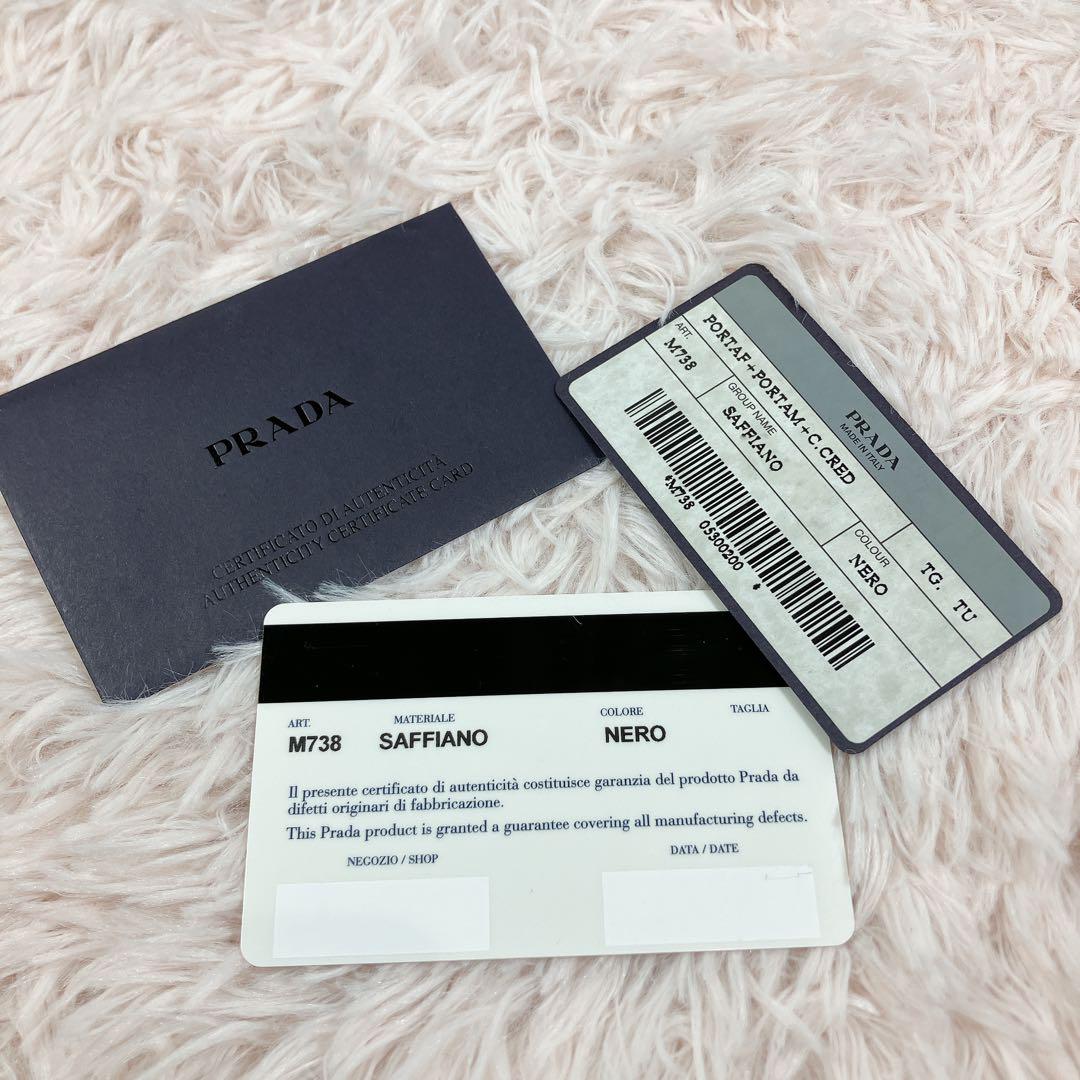 PRADA
CERTIFICATO DI AUTENTICITÀ
AUTHENTICITY CERTIFICATE CARD
PRADA
MADE IN ITALY
PORTAF+PORTAM+C.CRED
TG. TU
ART.
M738
GROUP NAME
SAFFIANO
COLOUR
NERO
*M738 05300200 *
ART.
M738
MATERIALE
SAFFIANO
COLORE
NERO
TAGLIA
Il presente certificato di autenticità costituisce garanzia del prodotto Prada da
difetti originari di fabbricazione.
This Prada product is granted a guarantee covering all manufacturing defects.
NEGOZIO / SHOP
DATA / DATE